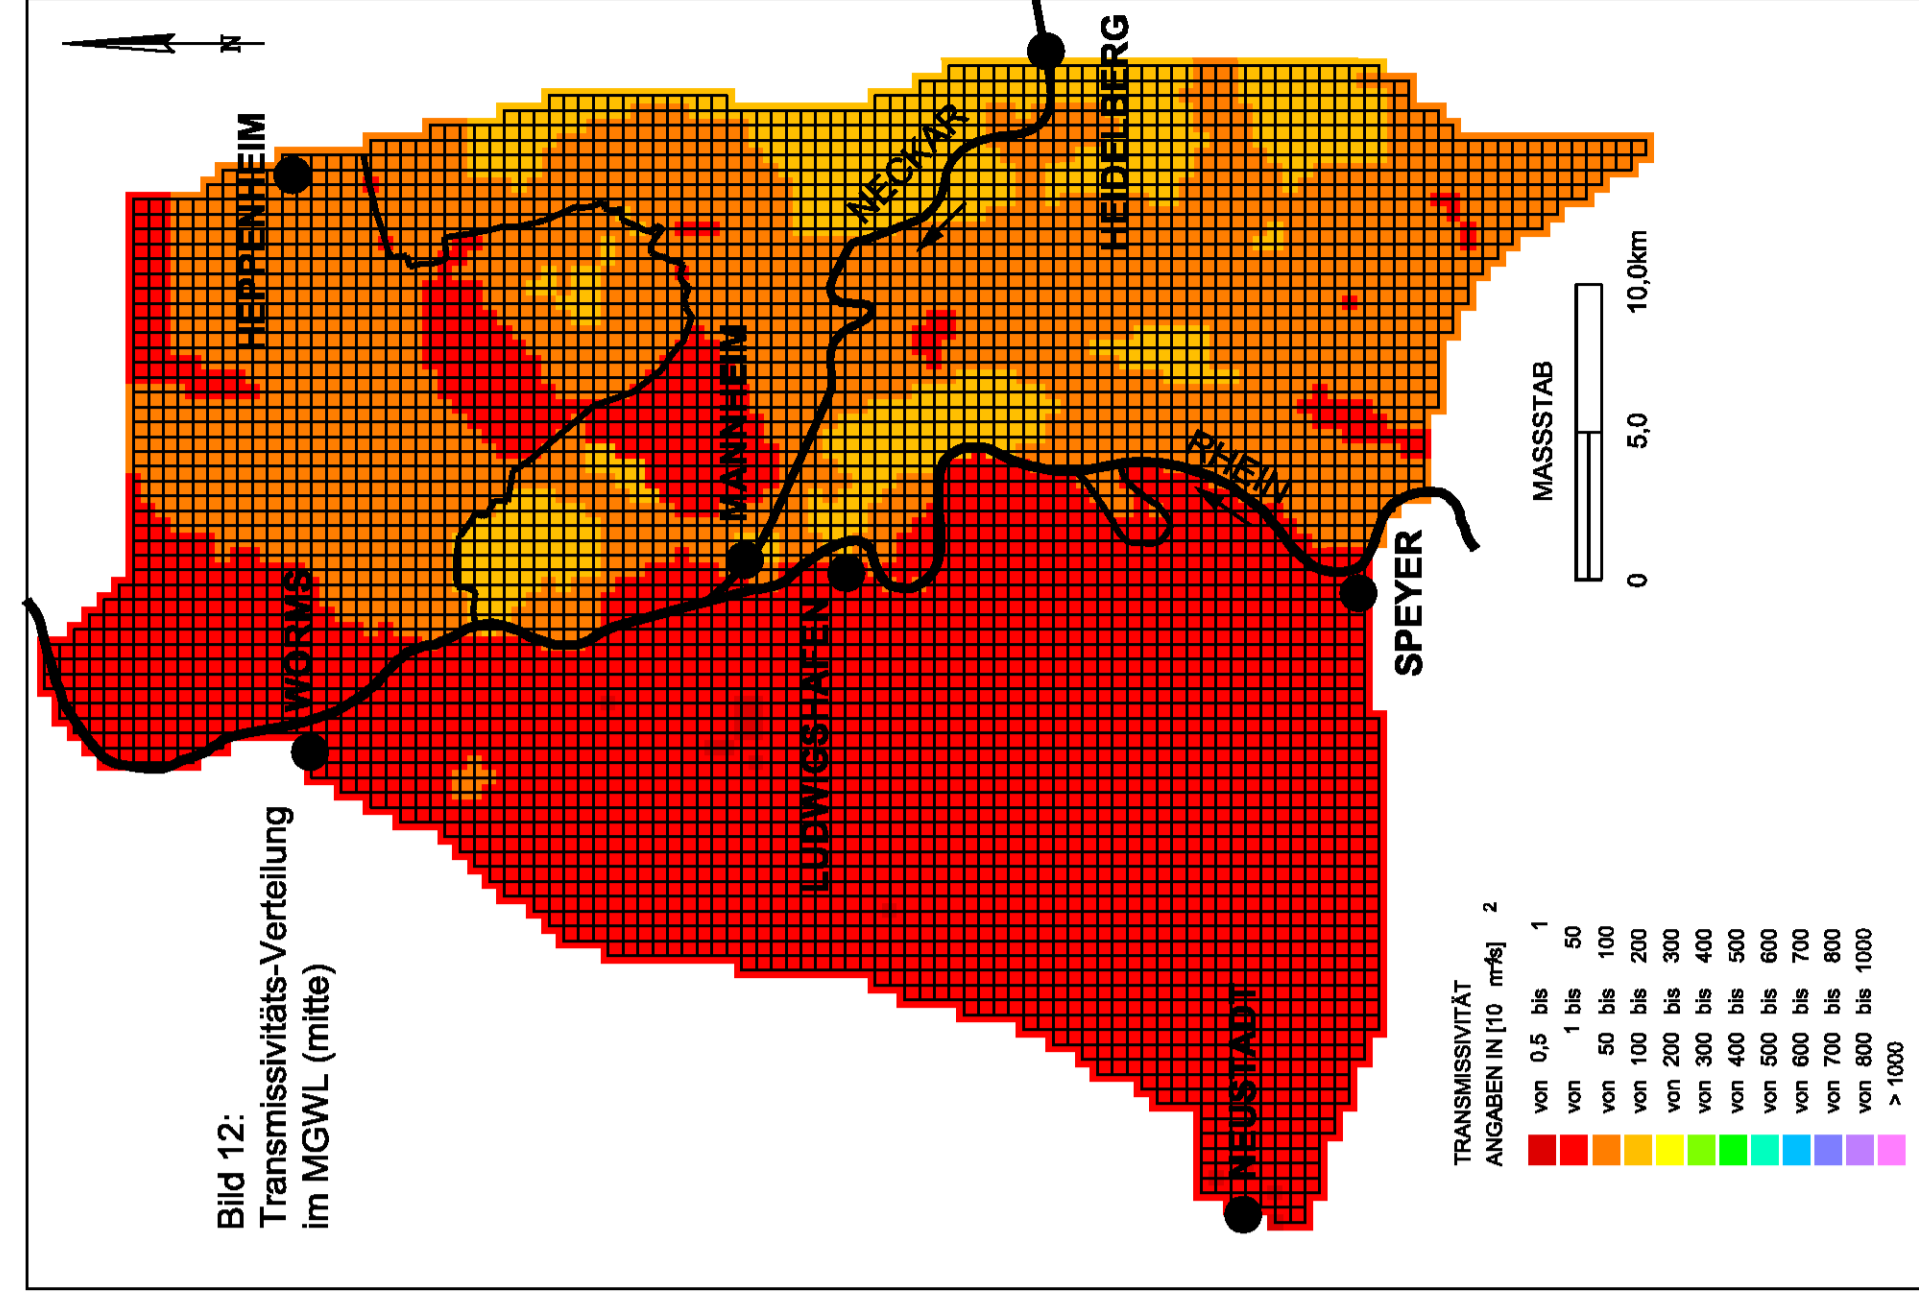 Bild 12:
Transmissivitäts-Verteilung
im MGWL (mitte)
N
HEPPENHEIM
WORMS
MANNHEIM
LUDWIGSHAFEN
NECKAR
HEIDELBERG
RHEIN
SPEYER
NEUSTADT
MASSSTAB
0 5,0 10,0km
TRANSMISSIVITÄT
ANGABEN IN [10 m²/s]
von 0,5 bis 1
von 1 bis 50
von 50 bis 100
von 100 bis 200
von 200 bis 300
von 300 bis 400
von 400 bis 500
von 500 bis 600
von 600 bis 700
von 700 bis 800
von 800 bis 1000
> 1000